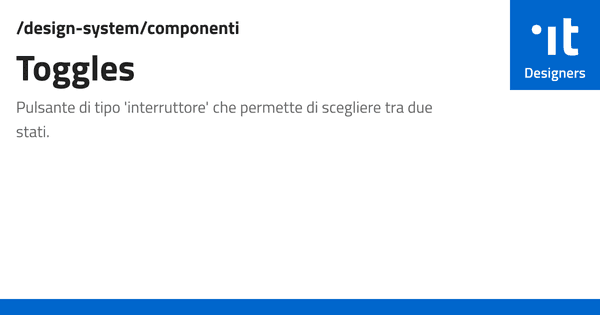 /design-system/componenti
Toggles
Pulsante di tipo 'interruttore' che permette di scegliere tra due
stati.
it
Designers